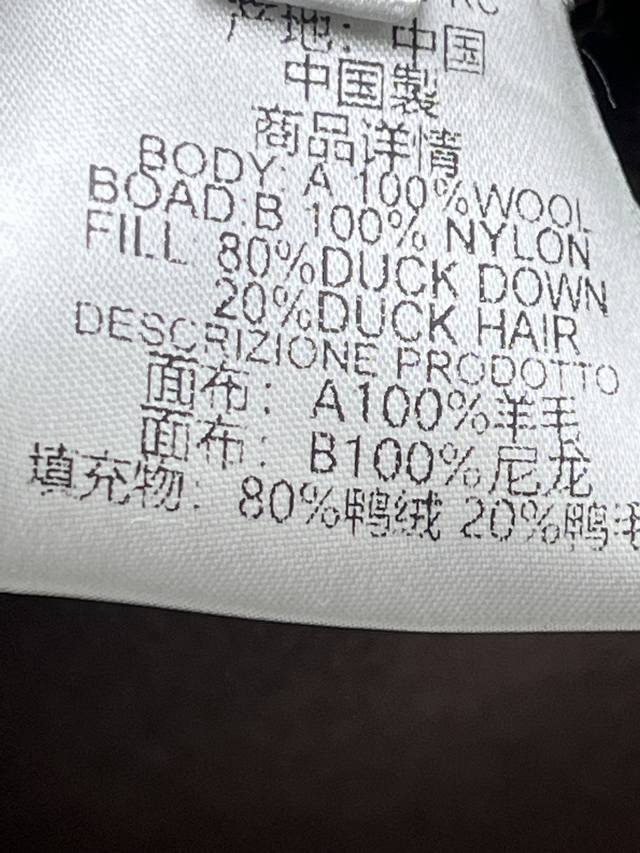 产地：中国
中国製
商品详情
BODY: A 100%WOOL
BOAD:B 100% NYLON
FILL: 80%DUCK DOWN
20%DUCK HAIR
DESCRIZIONE PRODOTTO
面布：A100%羊毛
面布：B100%尼龙
填充物：80%鸭绒 20%鸭毛